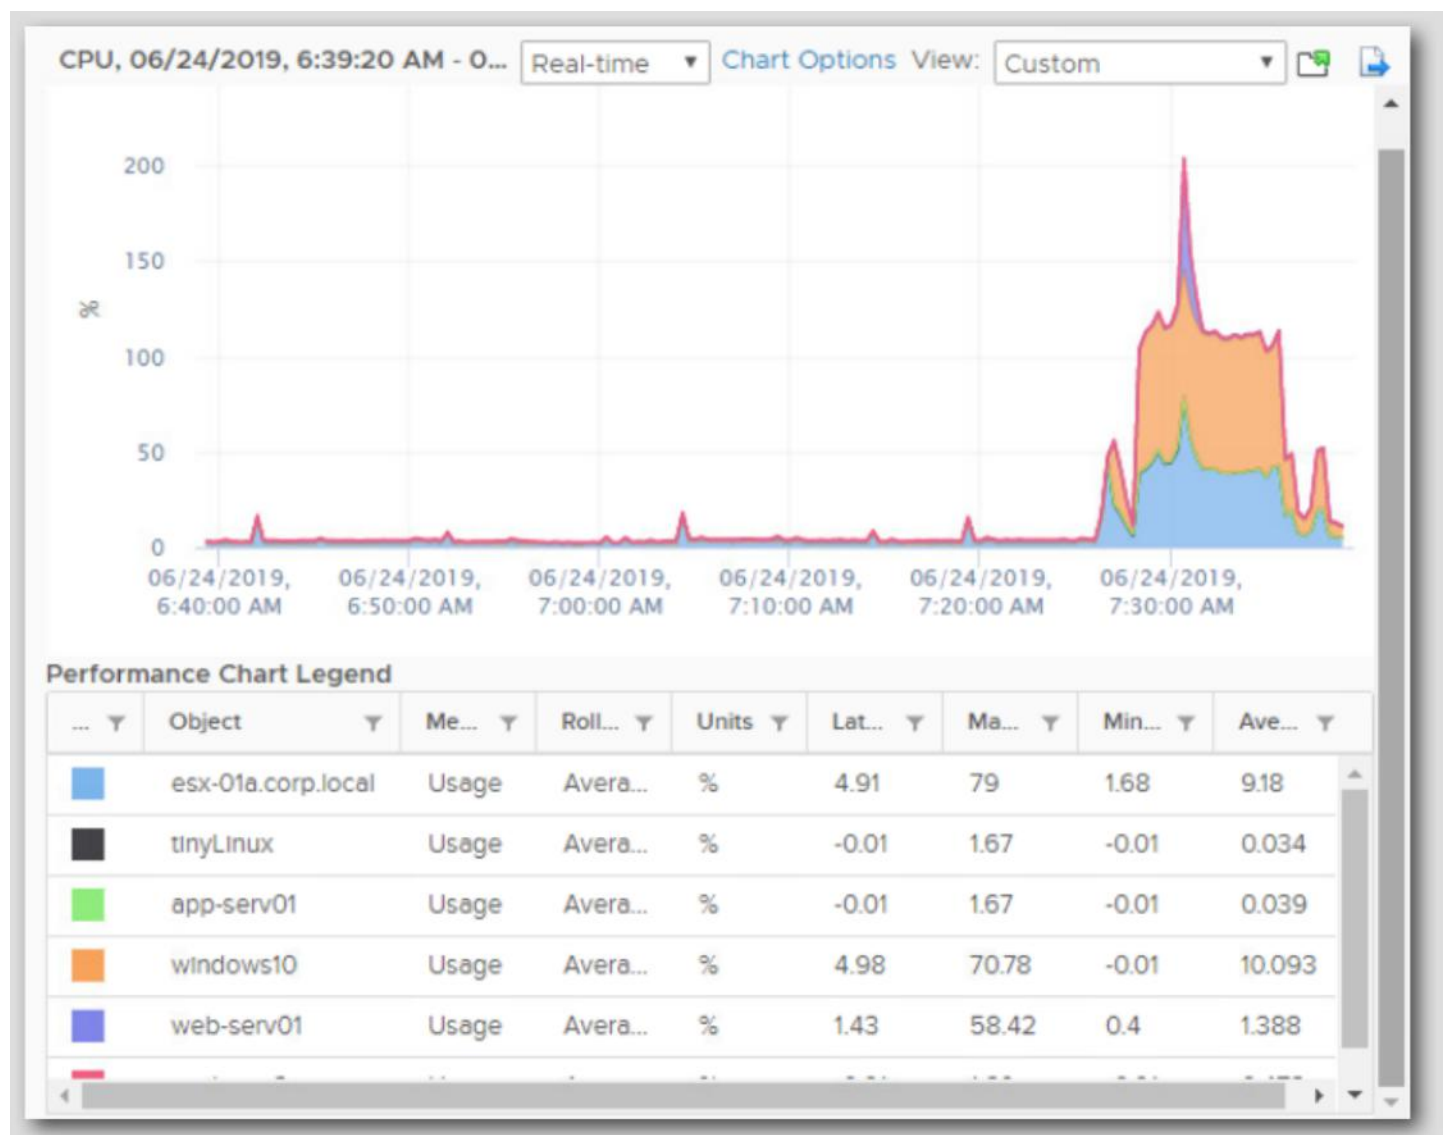 CPU, 06/24/2019, 6:39:20 AM - 0... Real-time Chart Options View: Custom
200
150
%
100
50
0
06/24/2019, 06/24/2019, 06/24/2019, 06/24/2019, 06/24/2019, 06/24/2019,
6:40:00 AM 6:50:00 AM 7:00:00 AM 7:10:00 AM 7:20:00 AM 7:30:00 AM
Performance Chart Legend
... Object Me... Roll... Units Lat... Ma... Min... Ave...
esx-01a.corp.local Usage Avera... % 4.91 79 1.68 9.18
tinyLinux Usage Avera... % -0.01 1.67 -0.01 0.034
app-serv01 Usage Avera... % -0.01 1.67 -0.01 0.039
windows10 Usage Avera... % 4.98 70.78 -0.01 10.093
web-serv01 Usage Avera... % 1.43 58.42 0.4 1.388